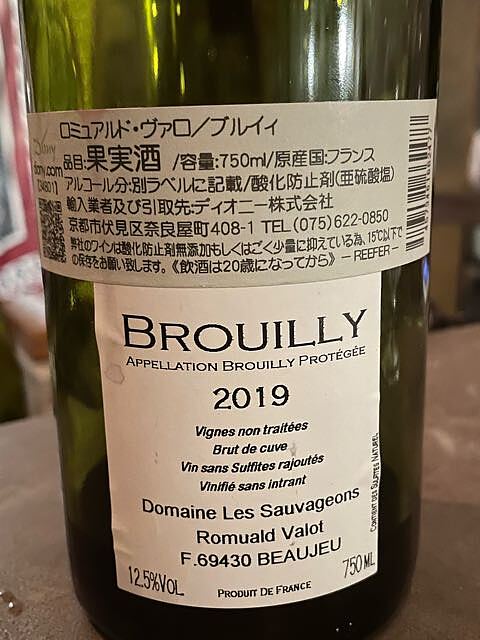 Diony
diony.com
ロミュアルド・ヴァロ/ブルイィ
品目:果実酒 /容量:750ml/原産国:フランス
アルコール分:別ラベルに記載/酸化防止剤(亜硫酸塩)
輸入業者及び引取先:ディオニー株式会社
京都市伏見区奈良屋町408-1 TEL(075)622-0850
弊社のワインは酸化防止剤無添加もしくはごく少量に抑えている為、15℃以下で
の保存をお願い致します。《飲酒は20歳になってから》 -REEFER-
BROUILLY
APPELLATION BROUILLY PROTÉGÉE
2019
Vignes non traitées
Brut de cuve
Vin sans Sulfites rajoutés
Vinifié sans intrant
Domaine Les Sauvageons
Romuald Valot
F.69430 BEAUJEU
12.5%VOL.
750 ML
PRODUIT DE FRANCE
CONTIENT DES SULFITES NATUREL